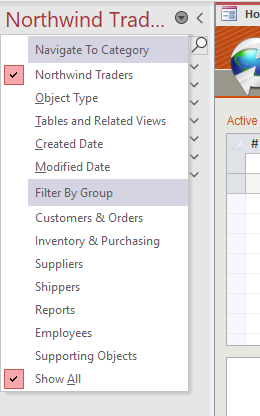 Northwind Trad...
Ho
Navigate To Category
Northwind Traders
Object Type
Tables and Related Views
Created Date
Modified Date
Filter By Group
Customers & Orders
Inventory & Purchasing
Suppliers
Shippers
Reports
Employees
Supporting Objects
Show All
Active
#